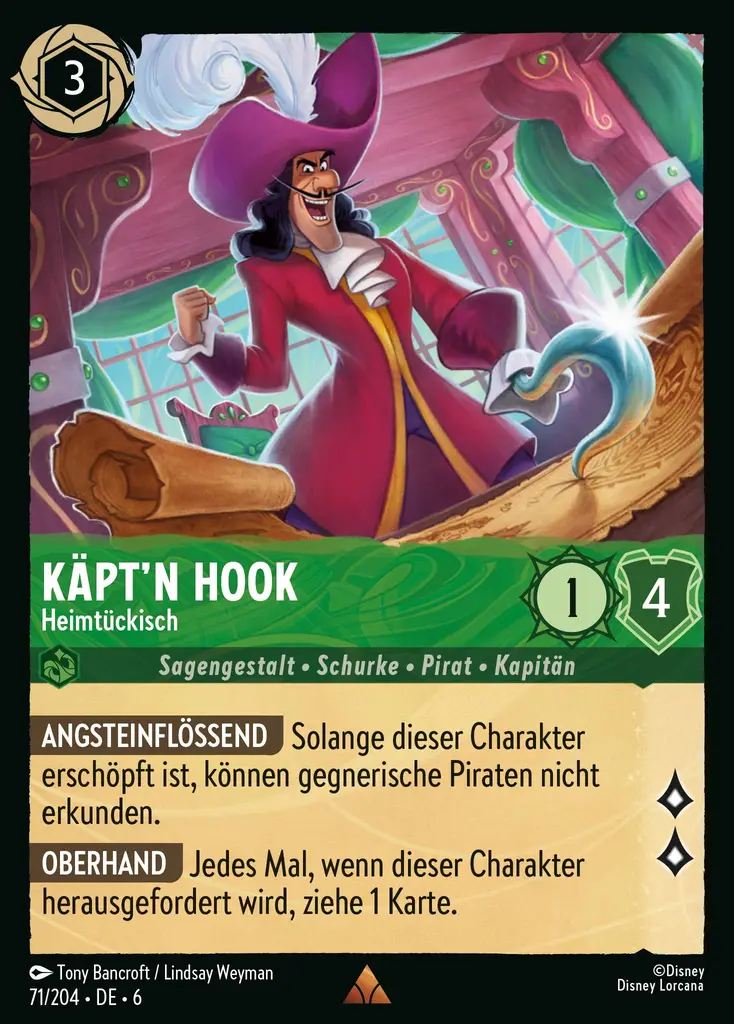 3
KÄPT’N HOOK
Heimtückisch
1
4
Sagengestalt • Schurke • Pirat • Kapitän
ANGSTEINFLÖSSEND Solange dieser Charakter
erschöpft ist, können gegnerische Piraten nicht
erkunden.
OBERHAND Jedes Mal, wenn dieser Charakter
herausgefordert wird, ziehe 1 Karte.
Tony Bancroft / Lindsay Weyman
71/204 • DE • 6
©Disney
Disney Lorcana